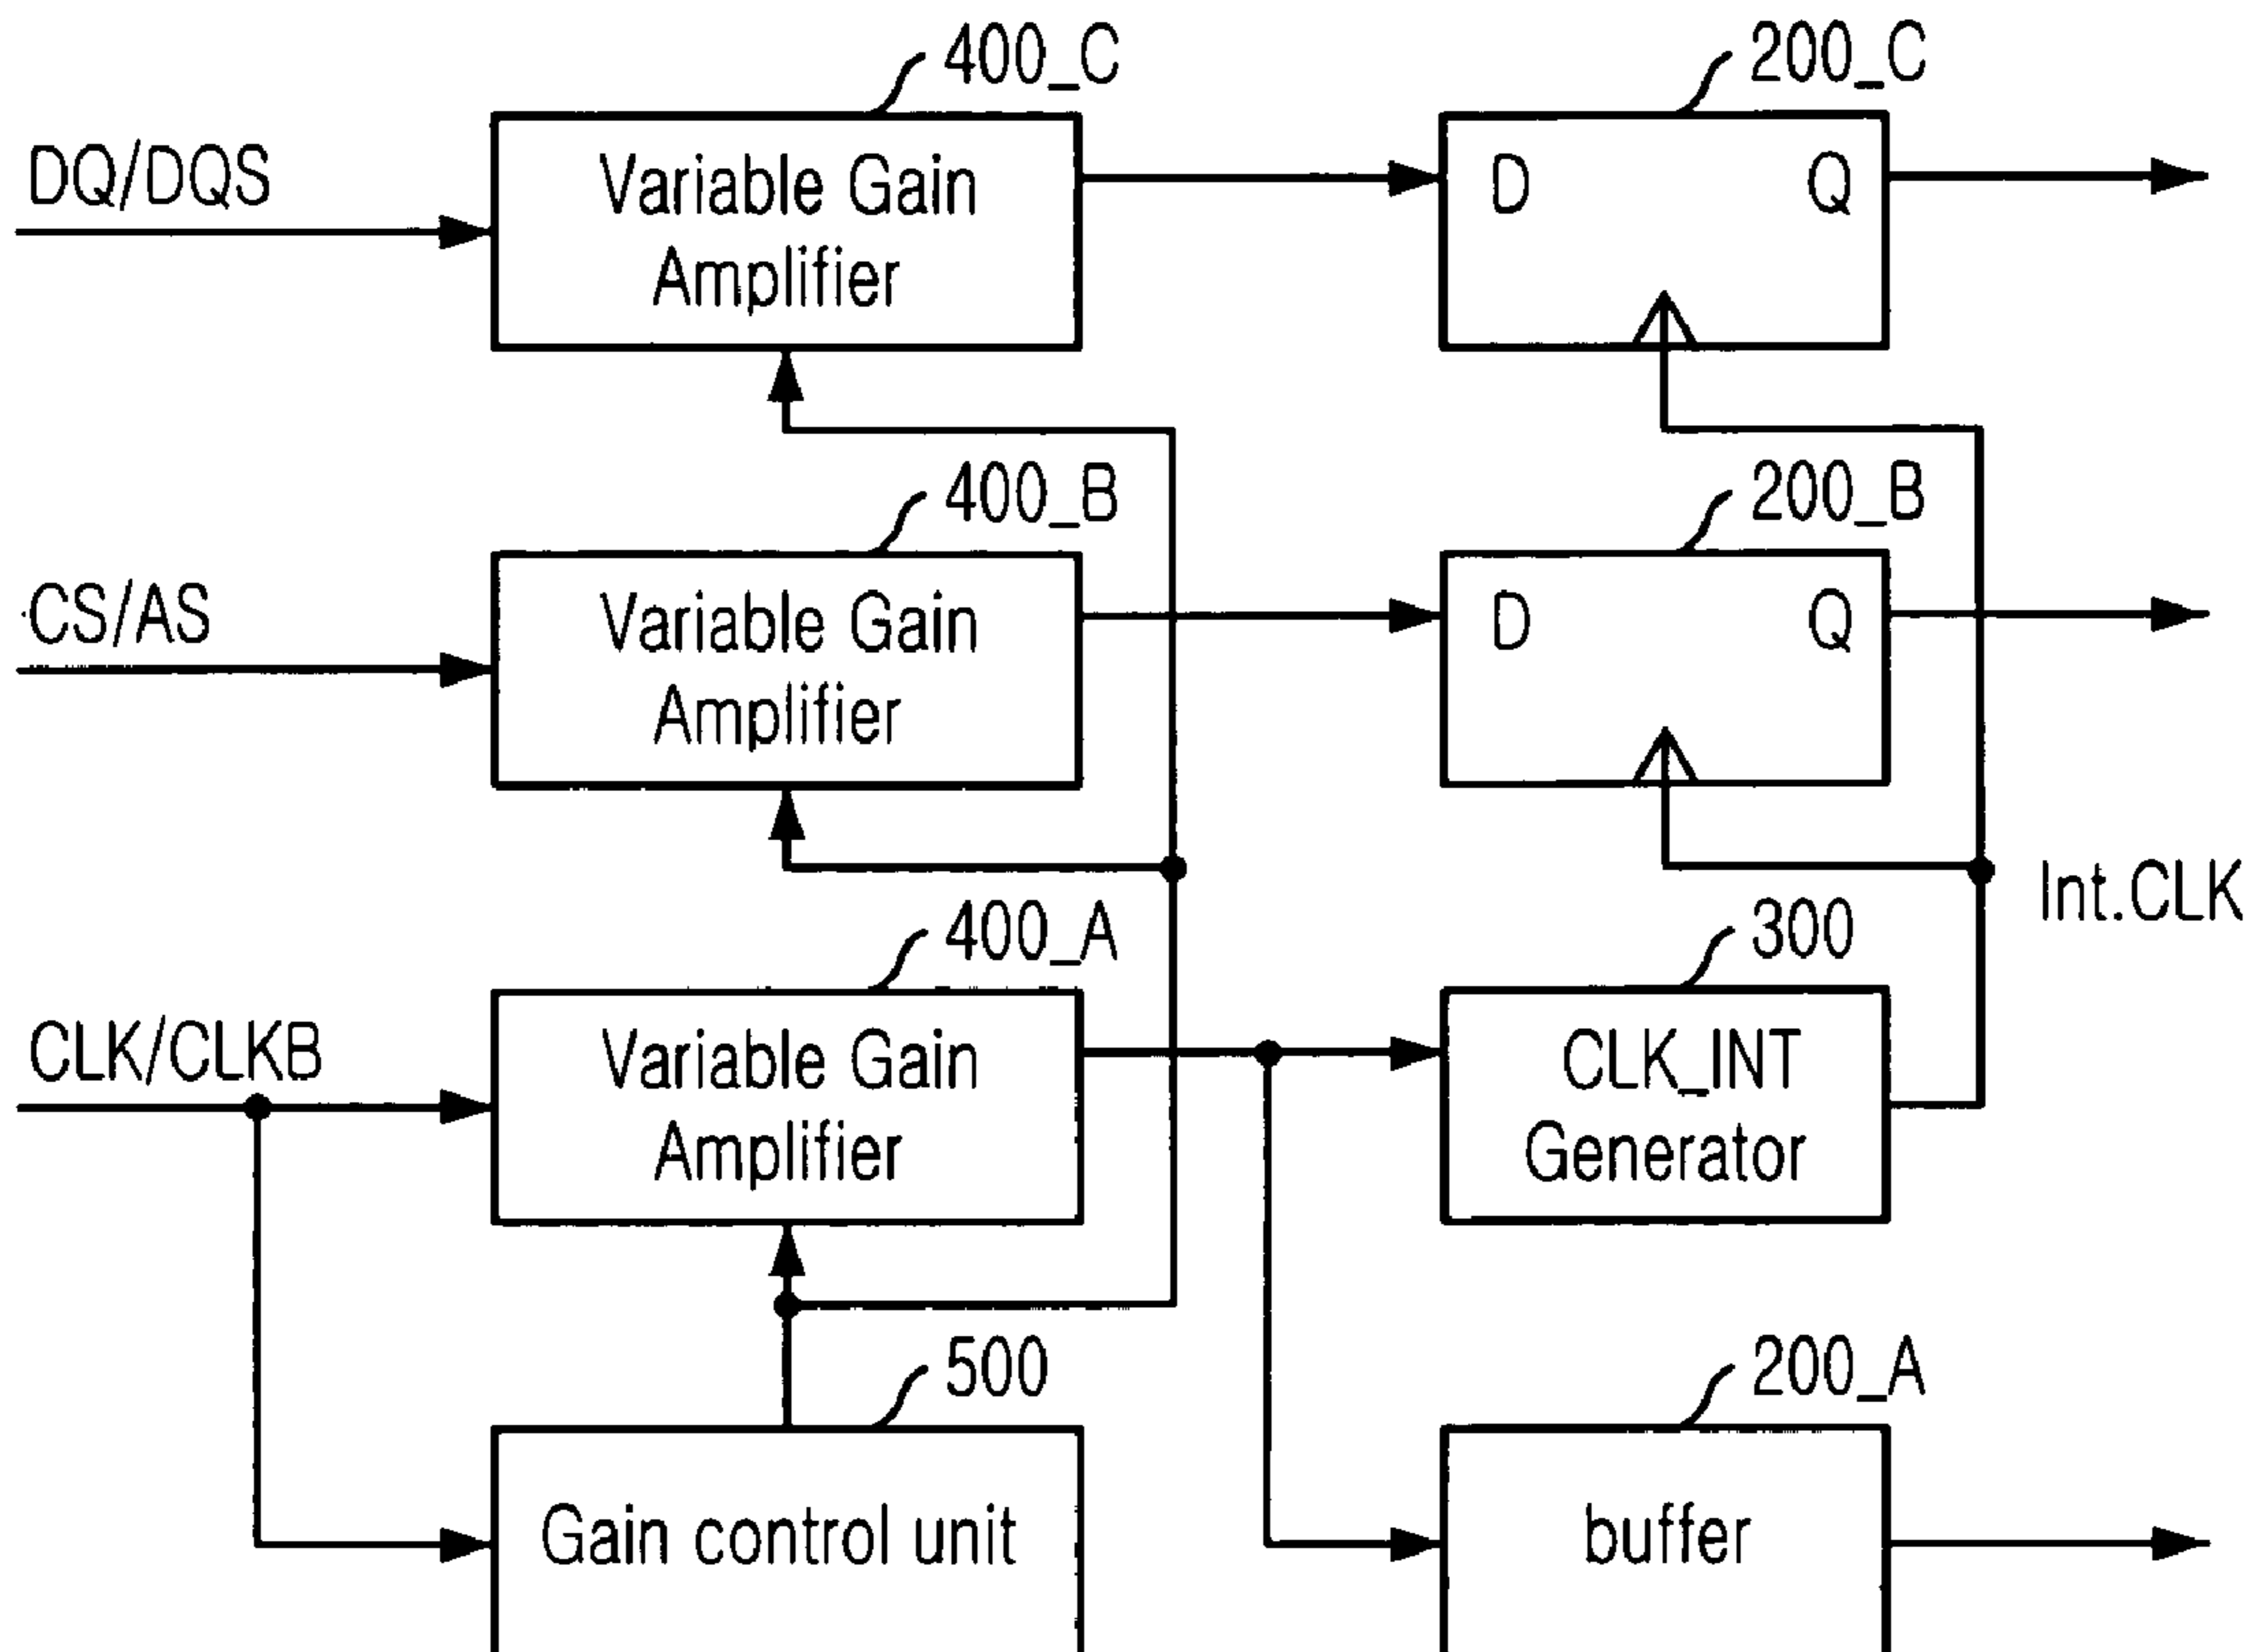 400_C
200_C
DQ/DQS
Variable Gain
Amplifier
D
Q
400_B
200_B
CS/AS
Variable Gain
Amplifier
D
Q
Int.CLK
400_A
300
CLK/CLKB
Variable Gain
Amplifier
CLK_INT
Generator
500
200_A
Gain control unit
buffer